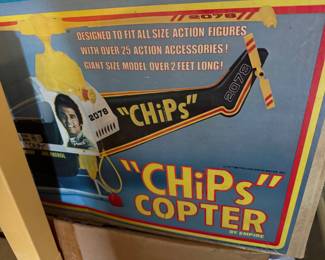 2078
DESIGNED TO FIT ALL SIZE ACTION FIGURES
WITH OVER 25 ACTION ACCESSORIES!
GIANT SIZE MODEL OVER 2 FEET LONG!
2078
2078
"CHiPs"
"CHiPs"
COPTER
BY EMPIRE